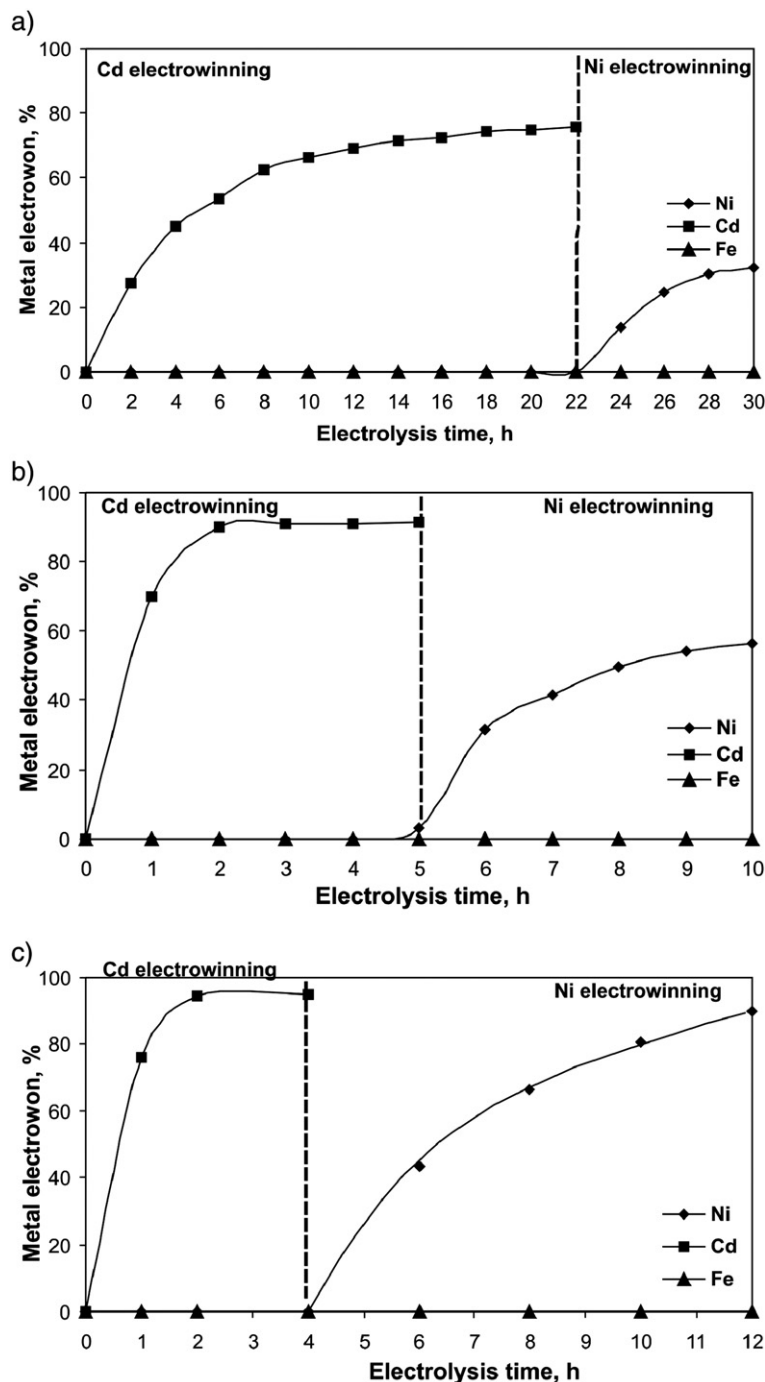 a)
100
80
60
40
20
0
Metal electrowon, %
Cd electrowinning
Ni electrowinning
Ni
Cd
Fe
0 2 4 6 8 10 12 14 16 18 20 22 24 26 28 30
Electrolysis time, h
b)
100
80
60
40
20
0
Metal electrowon, %
Cd electrowinning
Ni electrowinning
Ni
Cd
Fe
0 1 2 3 4 5 6 7 8 9 10
Electrolysis time, h
c)
100
80
60
40
20
0
Metal electrowon, %
Cd electrowinning
Ni electrowinning
Ni
Cd
Fe
0 1 2 3 4 5 6 7 8 9 10 11 12
Electrolysis time, h